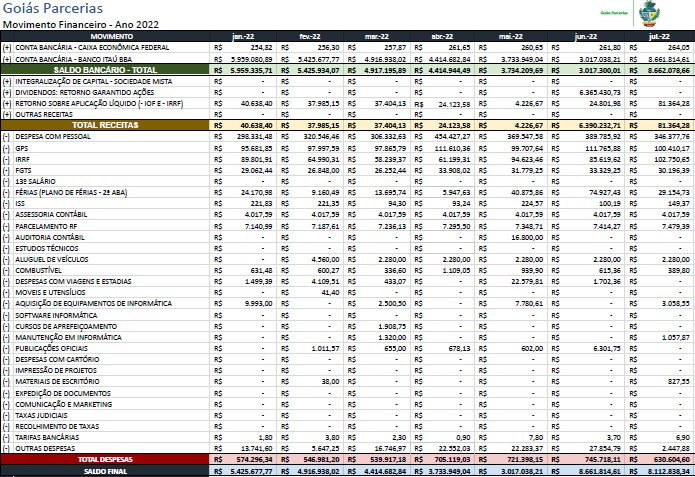 Goiás Parcerias
Movimento Financeiro - Ano 2022
Goiás Parcerias
MOVIMENTO jan.-22 fev.-22 mar.-22 abr.-22 mai.-22 jun.-22 jul.-22
(+) CONTA BANCÁRIA - CAIXA ECONÔMICA FEDERAL R$ 254,82 R$ 256,30 R$ 257,87 R$ 261,65 R$ 260,65 R$ 261,80 R$ 264,05
(+) CONTA BANCÁRIA - BANCO ITAÚ BBA R$ 5.959.080,89 R$ 5.425.677,77 R$ 4.916.938,02 R$ 4.414.682,84 R$ 3.733.949,04 R$ 3.017.038,21 R$ 8.661.814,61
SALDO BANCÁRIO - TOTAL R$ 5.959.335,71 R$ 5.425.934,07 R$ 4.917.195,89 R$ 4.414.944,49 R$ 3.734.209,69 R$ 3.017.300,01 R$ 8.662.078,66
(+) INTEGRALIZAÇÃO DE CAPITAL - SOCIEDADE MISTA R$ - R$ - R$ - R$ - R$ - R$ - R$ -
(+) DIVIDENDOS: RETORNO GARANTIDO AÇÕES R$ - R$ - R$ - R$ - R$ - R$ 6.365.430,73 R$ -
(+) RETORNO SOBRE APLICAÇÃO LÍQUIDO (- IOF E - IRRF) R$ 40.638,40 R$ 37.985,15 R$ 37.404,13 R$ 24.123,58 R$ 4.226,67 R$ 24.801,98 R$ 81.364,28
(+) OUTRAS RECEITAS R$ - R$ - R$ - R$ - R$ - R$ - R$ -
TOTAL RECEITAS R$ 40.638,40 R$ 37.985,15 R$ 37.404,13 R$ 24.123,58 R$ 4.226,67 R$ 6.390.232,71 R$ 81.364,28
(-) DESPESA COM PESSOAL R$ 298.331,48 R$ 320.546,46 R$ 306.332,63 R$ 454.427,27 R$ 369.547,58 R$ 389.785,92 R$ 346.377,76
(-) GPS R$ 95.681,85 R$ 97.997,59 R$ 97.865,79 R$ 111.610,36 R$ 99.707,64 R$ 111.765,88 R$ 100.410,17
(-) IRRF R$ 89.801,91 R$ 64.990,31 R$ 58.239,37 R$ 61.199,31 R$ 94.623,46 R$ 85.619,62 R$ 102.750,65
(-) FGTS R$ 29.062,44 R$ 26.848,00 R$ 26.252,44 R$ 33.908,02 R$ 31.779,25 R$ 33.329,25 R$ 30.196,39
(-) 13º SALÁRIO R$ - R$ - R$ - R$ - R$ - R$ - R$ -
(-) FÉRIAS (PLANO DE FÉRIAS - 2ª ABA) R$ 24.170,98 R$ 9.160,49 R$ 13.695,74 R$ 5.947,63 R$ 40.875,86 R$ 74.927,43 R$ 29.154,73
(-) ISS R$ 221,83 R$ 221,35 R$ 94,30 R$ 93,24 R$ 224,57 R$ 100,19 R$ 149,37
(-) ASSESSORIA CONTÁBIL R$ 4.017,59 R$ 4.017,59 R$ 4.017,59 R$ 4.017,59 R$ 4.017,59 R$ 4.017,59 R$ 4.017,59
(-) PARCELAMENTO RF R$ 7.140,99 R$ 7.187,61 R$ 7.236,13 R$ 7.295,50 R$ 7.348,71 R$ 7.414,27 R$ 7.479,39
(-) AUDITORIA CONTÁBIL R$ - R$ - R$ - R$ - R$ 16.800,00 R$ - R$ -
(-) ESTUDOS TÉCNICOS R$ - R$ - R$ - R$ - R$ - R$ - R$ -
(-) ALUGUEL DE VEÍCULOS R$ - R$ 4.560,00 R$ 2.280,00 R$ 2.280,00 R$ 2.280,00 R$ 2.280,00 R$ 2.280,00
(-) COMBUSTÍVEL R$ 631,48 R$ 600,27 R$ 336,60 R$ 1.109,05 R$ 939,90 R$ 615,36 R$ 389,80
(-) DESPESAS COM VIAGENS E ESTADIAS R$ 1.499,39 R$ 4.109,51 R$ 433,07 R$ - R$ 22.579,81 R$ 1.702,36 R$ -
(-) MOVEIS E UTENSÍLIOS R$ - R$ 41,40 R$ - R$ - R$ - R$ - R$ -
(-) AQUISIÇÃO DE EQUIPAMENTOS DE INFORMÁTICA R$ 9.993,00 R$ - R$ 2.500,50 R$ - R$ 7.780,61 R$ - R$ 3.058,55
(-) SOFTWARE INFORMÁTICA R$ - R$ - R$ - R$ - R$ - R$ - R$ -
(-) CURSOS DE APREFEIÇOAMENTO R$ - R$ - R$ 1.908,75 R$ - R$ - R$ - R$ -
(-) MANUTENÇÃO EM INFORMÁTICA R$ - R$ - R$ 1.320,00 R$ - R$ - R$ - R$ 1.057,87
(-) PUBLICAÇÕES OFICIAIS R$ - R$ 1.011,57 R$ 655,00 R$ 678,13 R$ 602,00 R$ 6.301,75 R$ -
(-) DESPESAS COM CARTÓRIO R$ - R$ - R$ - R$ - R$ - R$ - R$ -
(-) IMPRESSÃO DE PROJETOS R$ - R$ - R$ - R$ - R$ - R$ - R$ -
(-) MATERIAIS DE ESCRITÓRIO R$ - R$ 38,00 R$ - R$ - R$ - R$ - R$ 827,55
(-) EXPEDIÇÃO DE DOCUMENTOS R$ - R$ - R$ - R$ - R$ - R$ - R$ -
(-) COMUNICAÇÃO E MARKETING R$ - R$ - R$ - R$ - R$ - R$ - R$ -
(-) TAXAS JUDICIAIS R$ - R$ - R$ - R$ - R$ - R$ - R$ -
(-) RECOLHIMENTO DE TAXAS R$ - R$ - R$ - R$ - R$ - R$ - R$ -
(-) TARIFAS BANCÁRIAS R$ 1,80 R$ 3,80 R$ 2,30 R$ 0,90 R$ 7,80 R$ 3,70 R$ 6,90
(-) OUTRAS DESPESAS R$ 13.741,60 R$ 5.647,25 R$ 16.746,97 R$ 22.552,03 R$ 22.283,37 R$ 27.854,79 R$ 2.447,88
TOTAL DESPESAS R$ 574.296,34 R$ 546.981,20 R$ 539.917,18 R$ 705.119,03 R$ 721.398,15 R$ 745.718,11 R$ 630.604,60
SALDO FINAL R$ 5.425.677,77 R$ 4.916.938,02 R$ 4.414.682,84 R$ 3.733.949,04 R$ 3.017.038,21 R$ 8.661.814,61 R$ 8.112.838,34